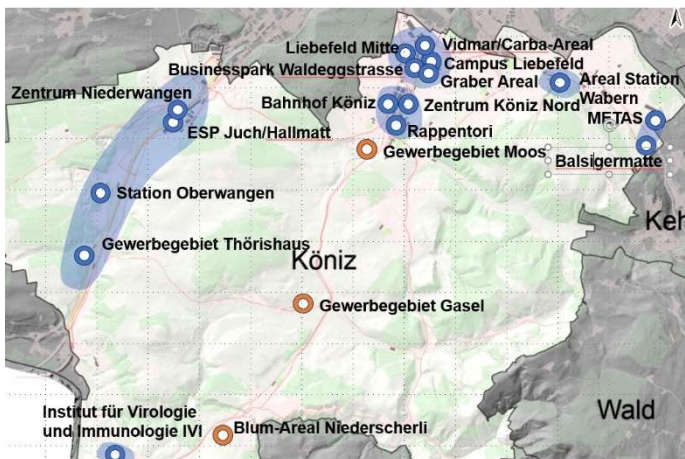 Liebefeld Mitte
Vidmar/Carba-Areal
Businesspark Waldeggstrasse
Campus Liebefeld
Graber Areal
Areal Station
Wabern
Zentrum Niederwangen
ESP Juch/Hallmatt
Bahnhof Köniz
Zentrum Köniz Nord
METAS
Rappentori
Gewerbegebiet Moos
Balsigermatte
Station Oberwangen
Keh
Gewerbegebiet Thörishaus
Köniz
Gewerbegebiet Gasel
Institut für Virologie
und Immunologie IVI
Wald
Blum-Areal Niederscherli